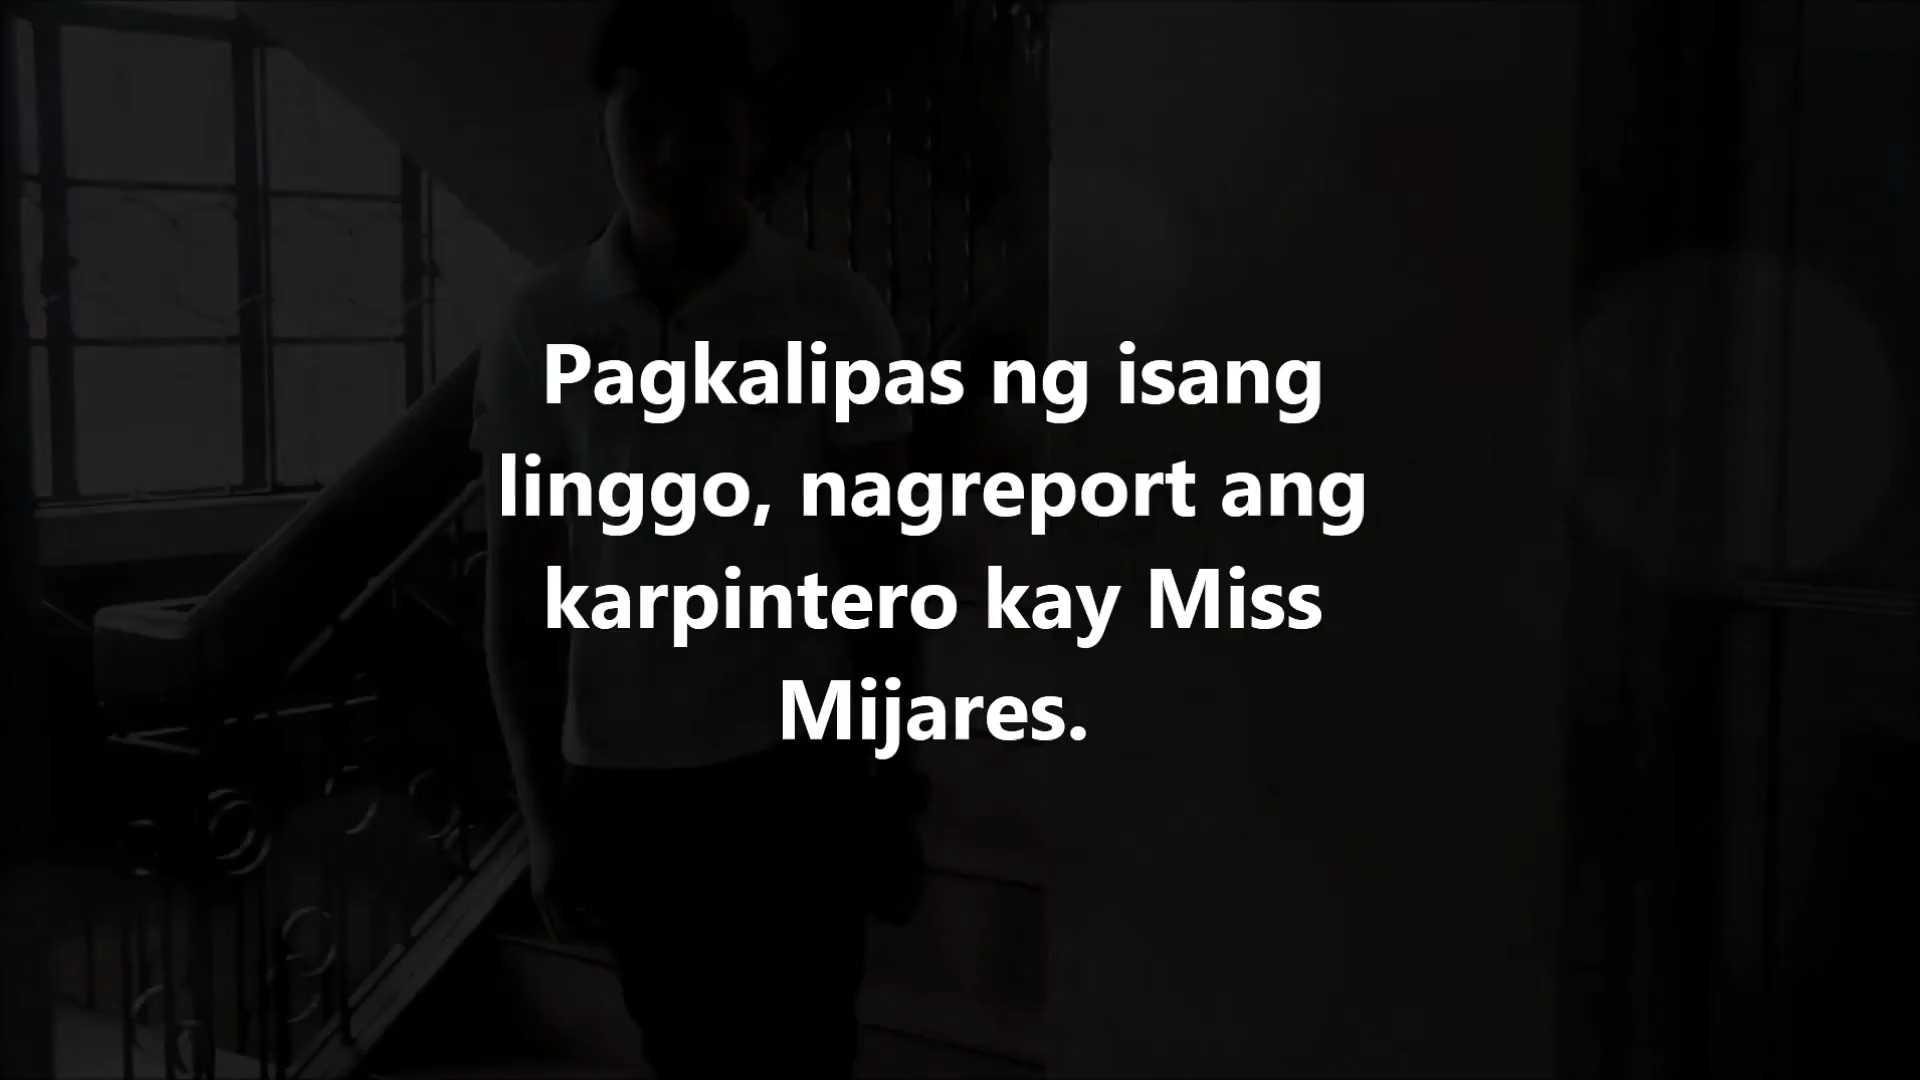 Pagkalipas ng isang
linggo, nagreport ang
karpintero kay Miss
Mijares.